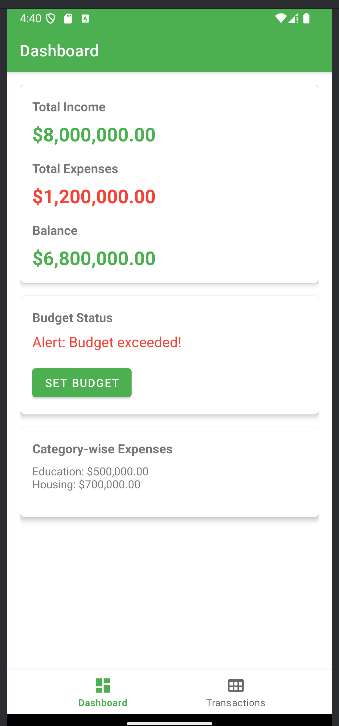 4:40
Dashboard
Total Income
$8,000,000.00
Total Expenses
$1,200,000.00
Balance
$6,800,000.00
Budget Status
Alert: Budget exceeded!
SET BUDGET
Category-wise Expenses
Education: $500,000.00
Housing: $700,000.00
Dashboard
Transactions